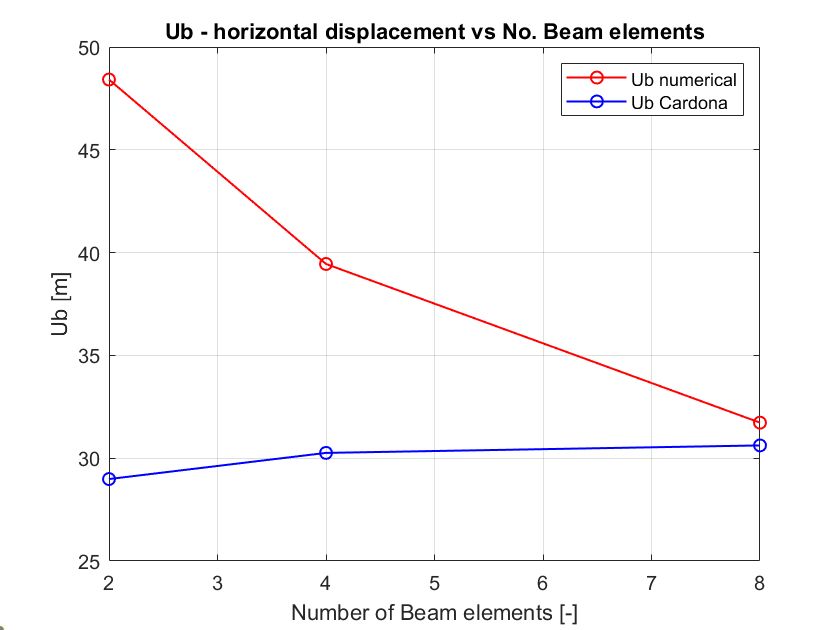 Ub - horizontal displacement vs No. Beam elements
Ub numerical
Ub Cardona
50
45
40
35
30
25
Ub [m]
2 3 4 5 6 7 8
Number of Beam elements [-]